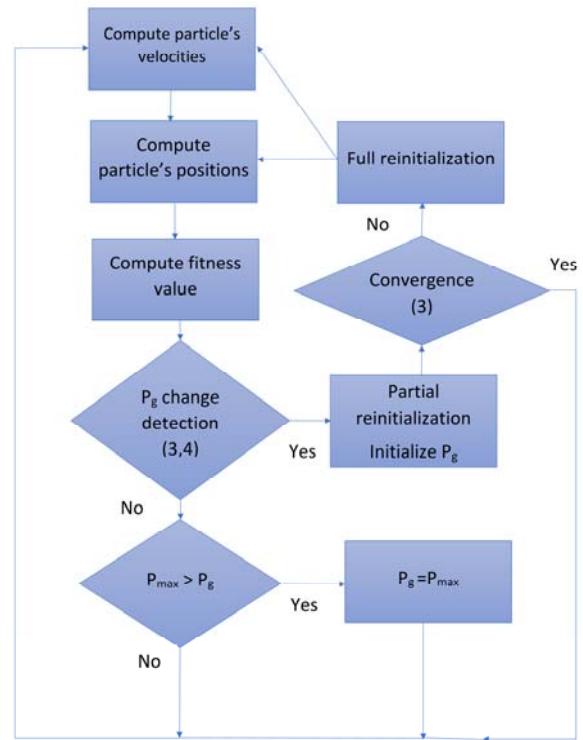 Compute particle's
velocities
Compute
particle's positions
Full reinitialization
No
Compute fitness
value
Yes
Convergence
(3)
Pg change
detection
(3,4)
Yes
Partial
reinitialization
Initialize Pg
No
Pmax > Pg
Yes
Pg =Pmax
No